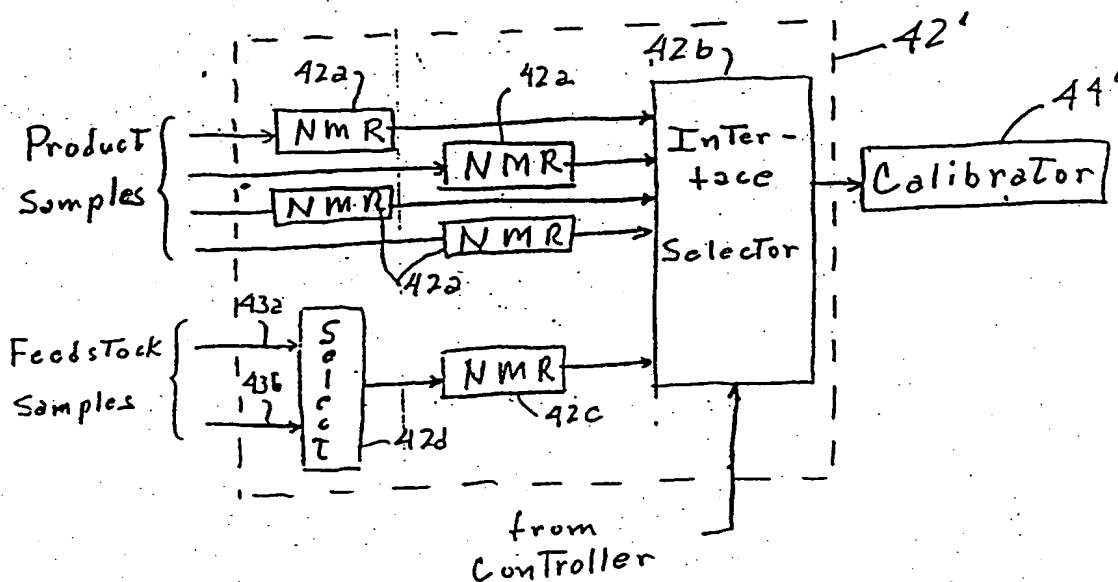 42'
42a
42a
42b
44'
Product
Samples
NMR
NMR
NMR
NMR
42a
Inter-
face
Selector
Calibrator
Feedstock
Samples
43a
43b
Select
42d
NMR
42c
from
Controller